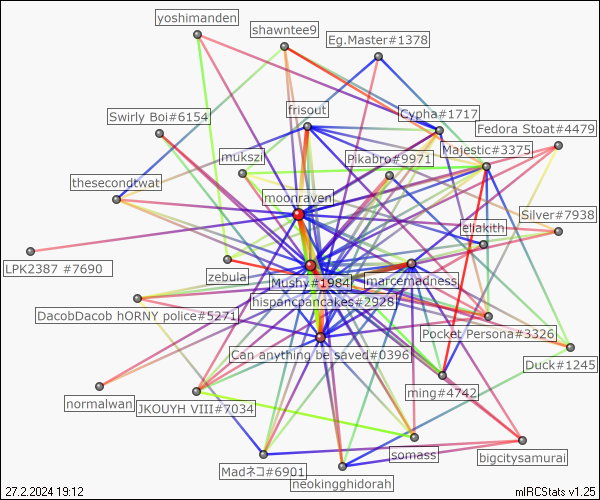 yoshimanden
shawntee9
Eg.Master#1378
frisout
Cypha#1717
Swirly Boi#6154
Fedora Stoat#4479
mukszi
Pikabro#9971
Majestic#3375
thesecondtwat
moonraven
Silver#7938
eliakith
LPK2387 #7690
zebula
Mushy#1984
marcemadness
hispancpancakes#2928
DacobDacob hORNY police#5271
Pocket Persona#3326
Can anything be saved#0396
Duck#1245
ming#4742
normalwan
JKOUYH VIII#7034
somass
bigcitysamurai
Madネコ#6901
neokingghidorah
27.2.2024 19:12
mIRCStats v1.25